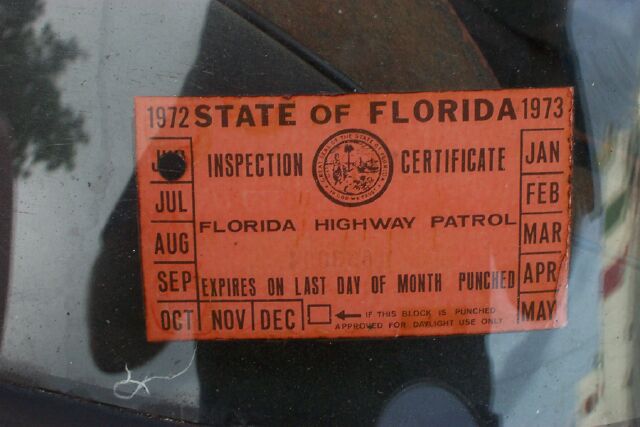 1972 STATE OF FLORIDA 1973
INSPECTION CERTIFICATE
FLORIDA HIGHWAY PATROL
EXPIRES ON LAST DAY OF MONTH PUNCHED
JUL
AUG
SEP
OCT NOV DEC
IF THIS BLOCK IS PUNCHED
APPROVED FOR DAYLIGHT USE ONLY
JAN
FEB
MAR
APR
MAY